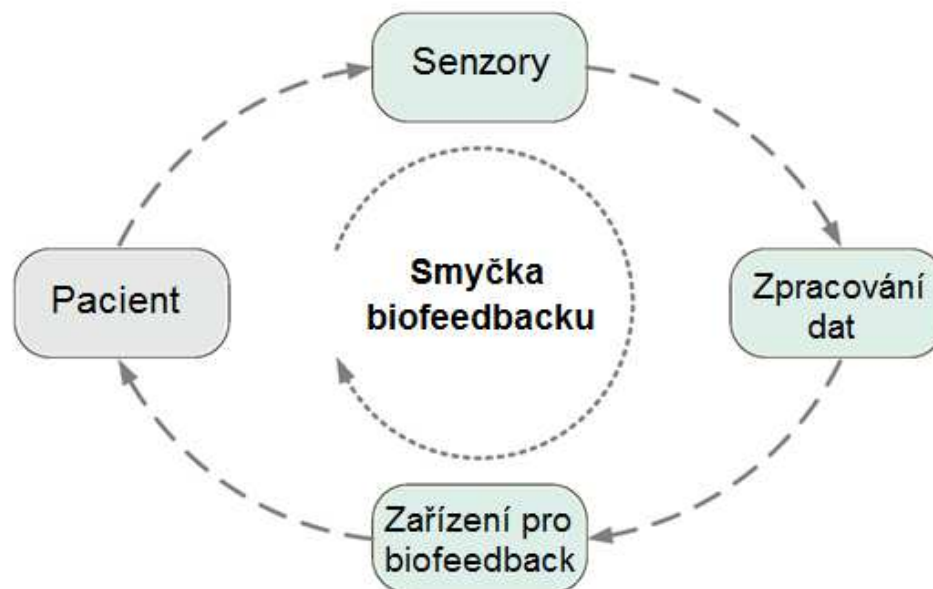 Senzory
Pacient
Smyčka
biofeedbacku
Zpracování
dat
Zařízení pro
biofeedback